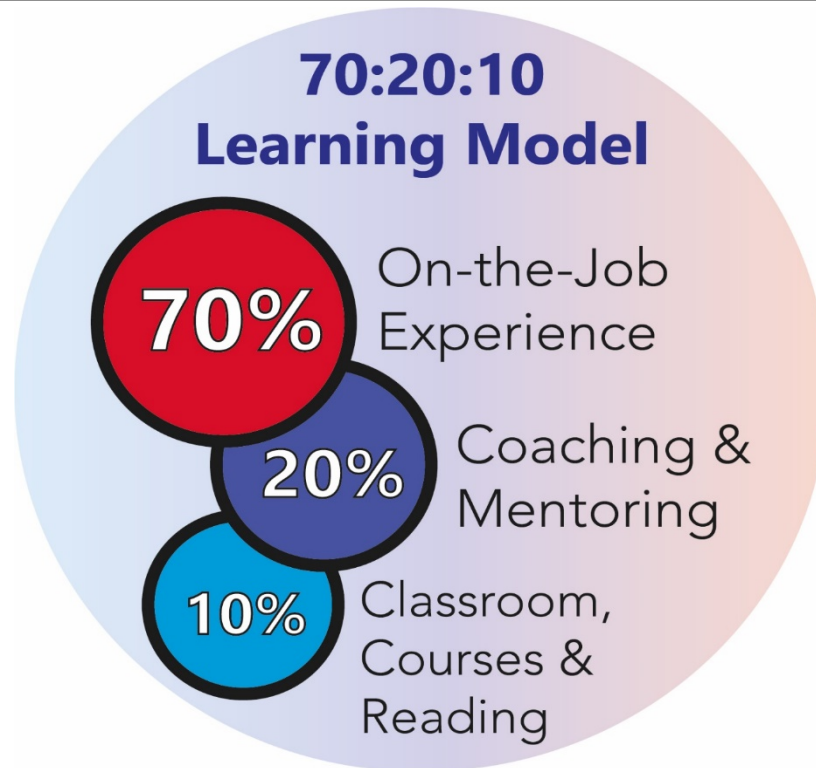 70:20:10
Learning Model
70%
On-the-Job
Experience
20%
Coaching &
Mentoring
10%
Classroom,
Courses &
Reading